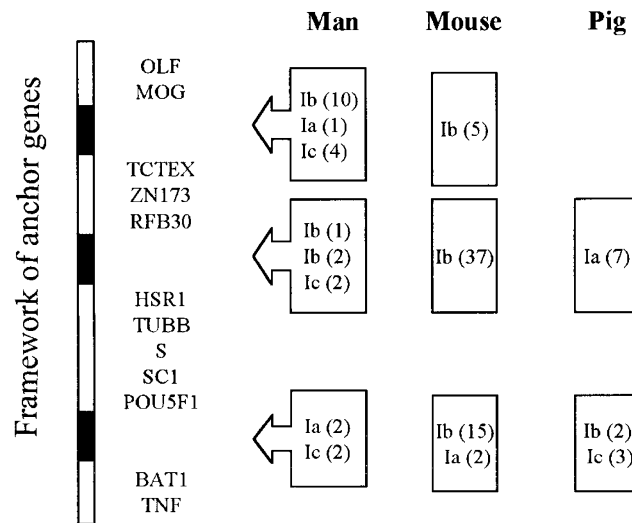 Man Mouse Pig
Framework of anchor genes
OLF
MOG
Ib (10)
Ia (1)
Ic (4)
Ib (5)
TCTEX
ZN173
RFB30
Ib (1)
Ib (2)
Ic (2)
Ib (37)
Ia (7)
HSR1
TUBB
S
SC1
POU5F1
Ia (2)
Ic (2)
Ib (15)
Ia (2)
Ib (2)
Ic (3)
BAT1
TNF